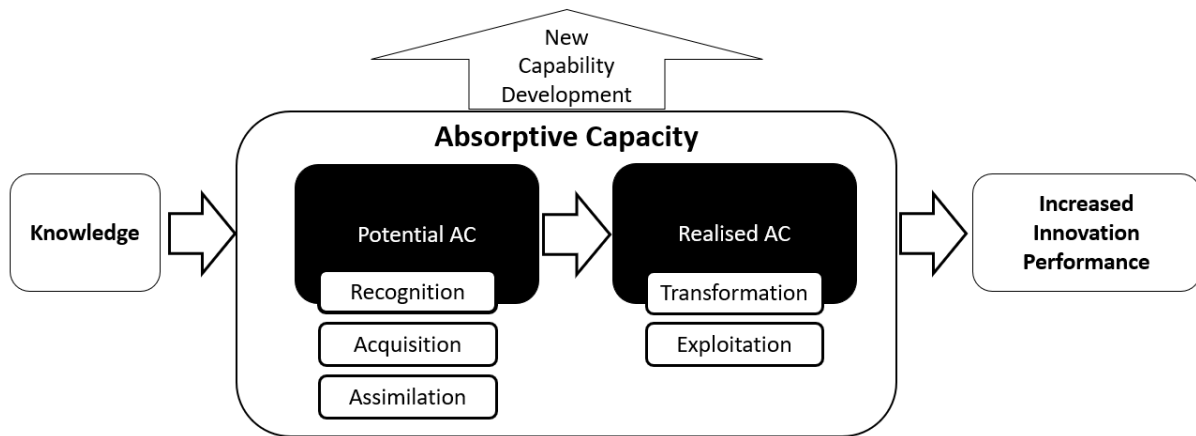 New
Capability
Development
Absorptive Capacity
Knowledge
Potential AC
Recognition
Acquisition
Assimilation
Realised AC
Transformation
Exploitation
Increased
Innovation
Performance